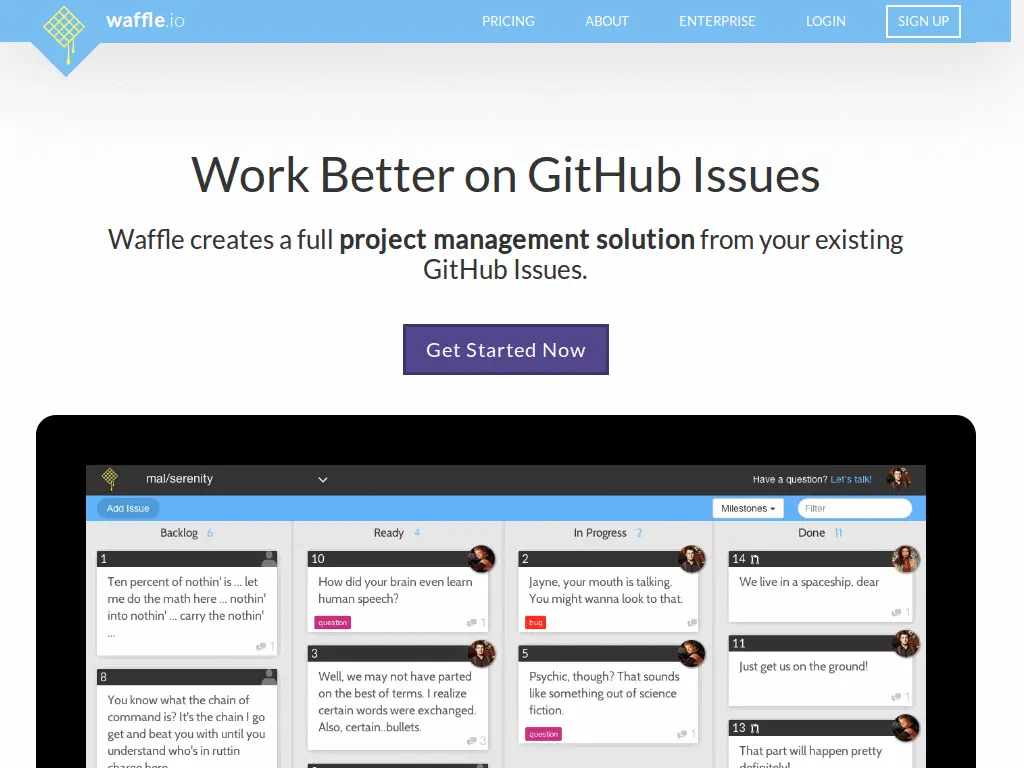 waffle.io
PRICING
ABOUT
ENTERPRISE
LOGIN
SIGN UP
Work Better on GitHub Issues
Waffle creates a full project management solution from your existing
GitHub Issues.
Get Started Now
mal/serenity
Have a question? Let's talk!
Add Issue
Milestones
Filter
Backlog 6
1
Ten percent of nothin' is ... let
me do the math here ... nothin'
into nothin' ... carry the nothin'
...
1
8
You know what the chain of
command is? It's the chain I go
get and beat you with until you
understand who's in ruttin
charge here
Ready 4
10
How did your brain even learn
human speech?
question
1
3
Well, we may not have parted
on the best of terms. I realize
certain words were exchanged.
Also, certain..bullets.
3
In Progress 2
2
Jayne, your mouth is talking.
You might wanna look to that.
bug
5
Psychic, though? That sounds
like something out of science
fiction.
question
1
Done 11
14
We live in a spaceship, dear
1
11
Just get us on the ground!
1
13
That part will happen pretty
definitely!